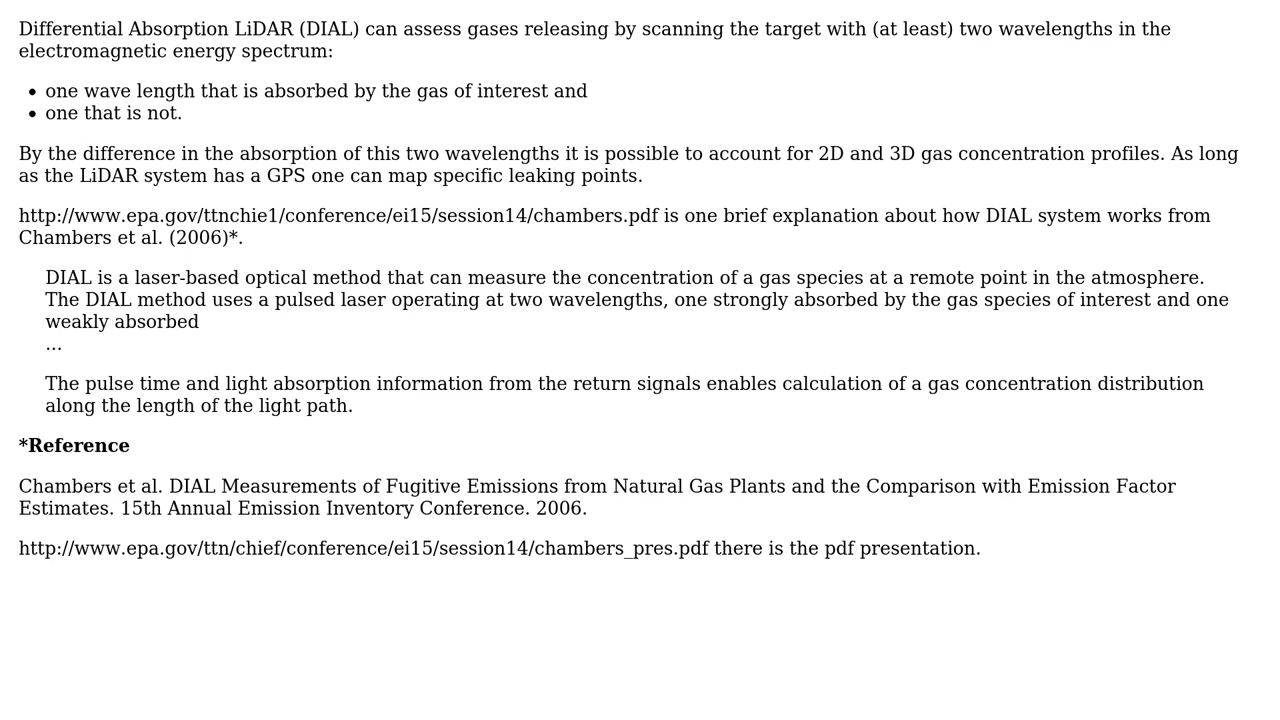 Differential Absorption LiDAR (DIAL) can assess gases releasing by scanning the target with (at least) two wavelengths in the
electromagnetic energy spectrum:
• one wave length that is absorbed by the gas of interest and
• one that is not.
By the difference in the absorption of this two wavelengths it is possible to account for 2D and 3D gas concentration profiles. As long
as the LiDAR system has a GPS one can map specific leaking points.
http://www.epa.gov/ttnchie1/conference/ei15/session14/chambers.pdf is one brief explanation about how DIAL system works from
Chambers et al. (2006)*.
DIAL is a laser-based optical method that can measure the concentration of a gas species at a remote point in the atmosphere.
The DIAL method uses a pulsed laser operating at two wavelengths, one strongly absorbed by the gas species of interest and one
weakly absorbed
...
The pulse time and light absorption information from the return signals enables calculation of a gas concentration distribution
along the length of the light path.
*Reference
Chambers et al. DIAL Measurements of Fugitive Emissions from Natural Gas Plants and the Comparison with Emission Factor
Estimates. 15th Annual Emission Inventory Conference. 2006.
http://www.epa.gov/ttn/chief/conference/ei15/session14/chambers_pres.pdf there is the pdf presentation.